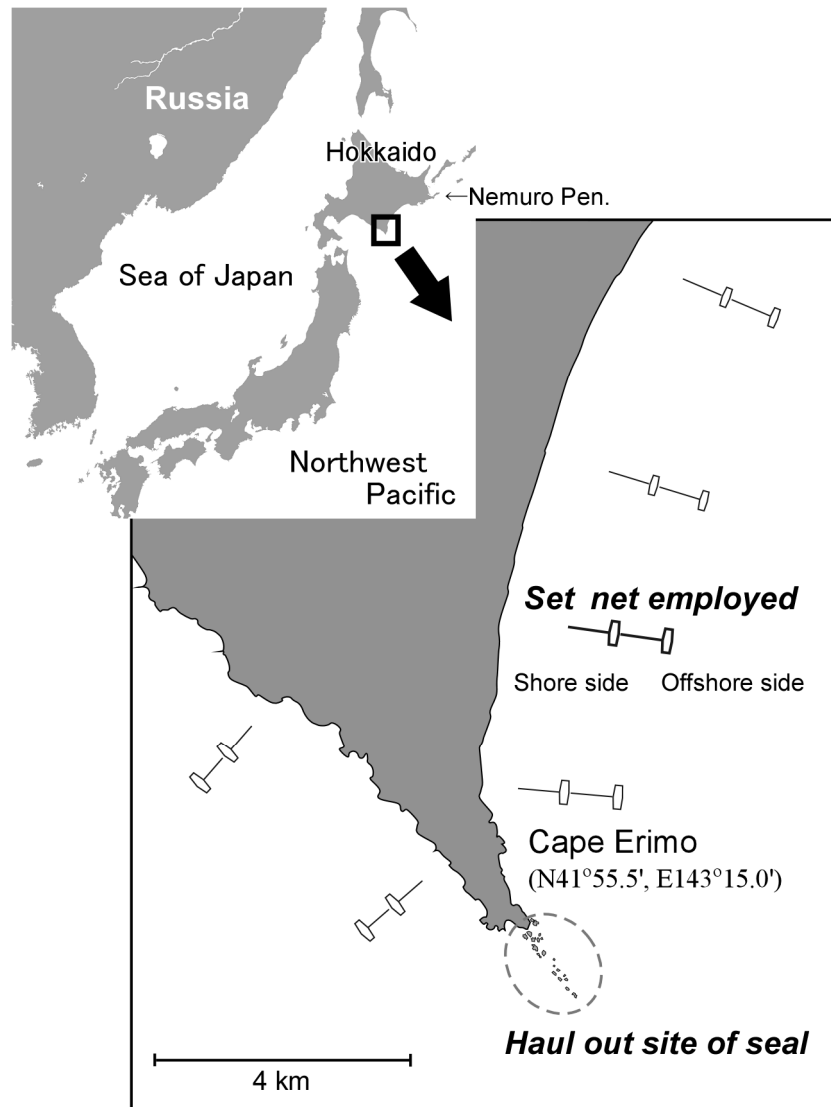 Russia
Hokkaido
←Nemuro Pen.
Sea of Japan
Northwest
Pacific
Set net employed
Shore side Offshore side
Cape Erimo
(N41°55.5', E143°15.0')
Haul out site of seal
4 km